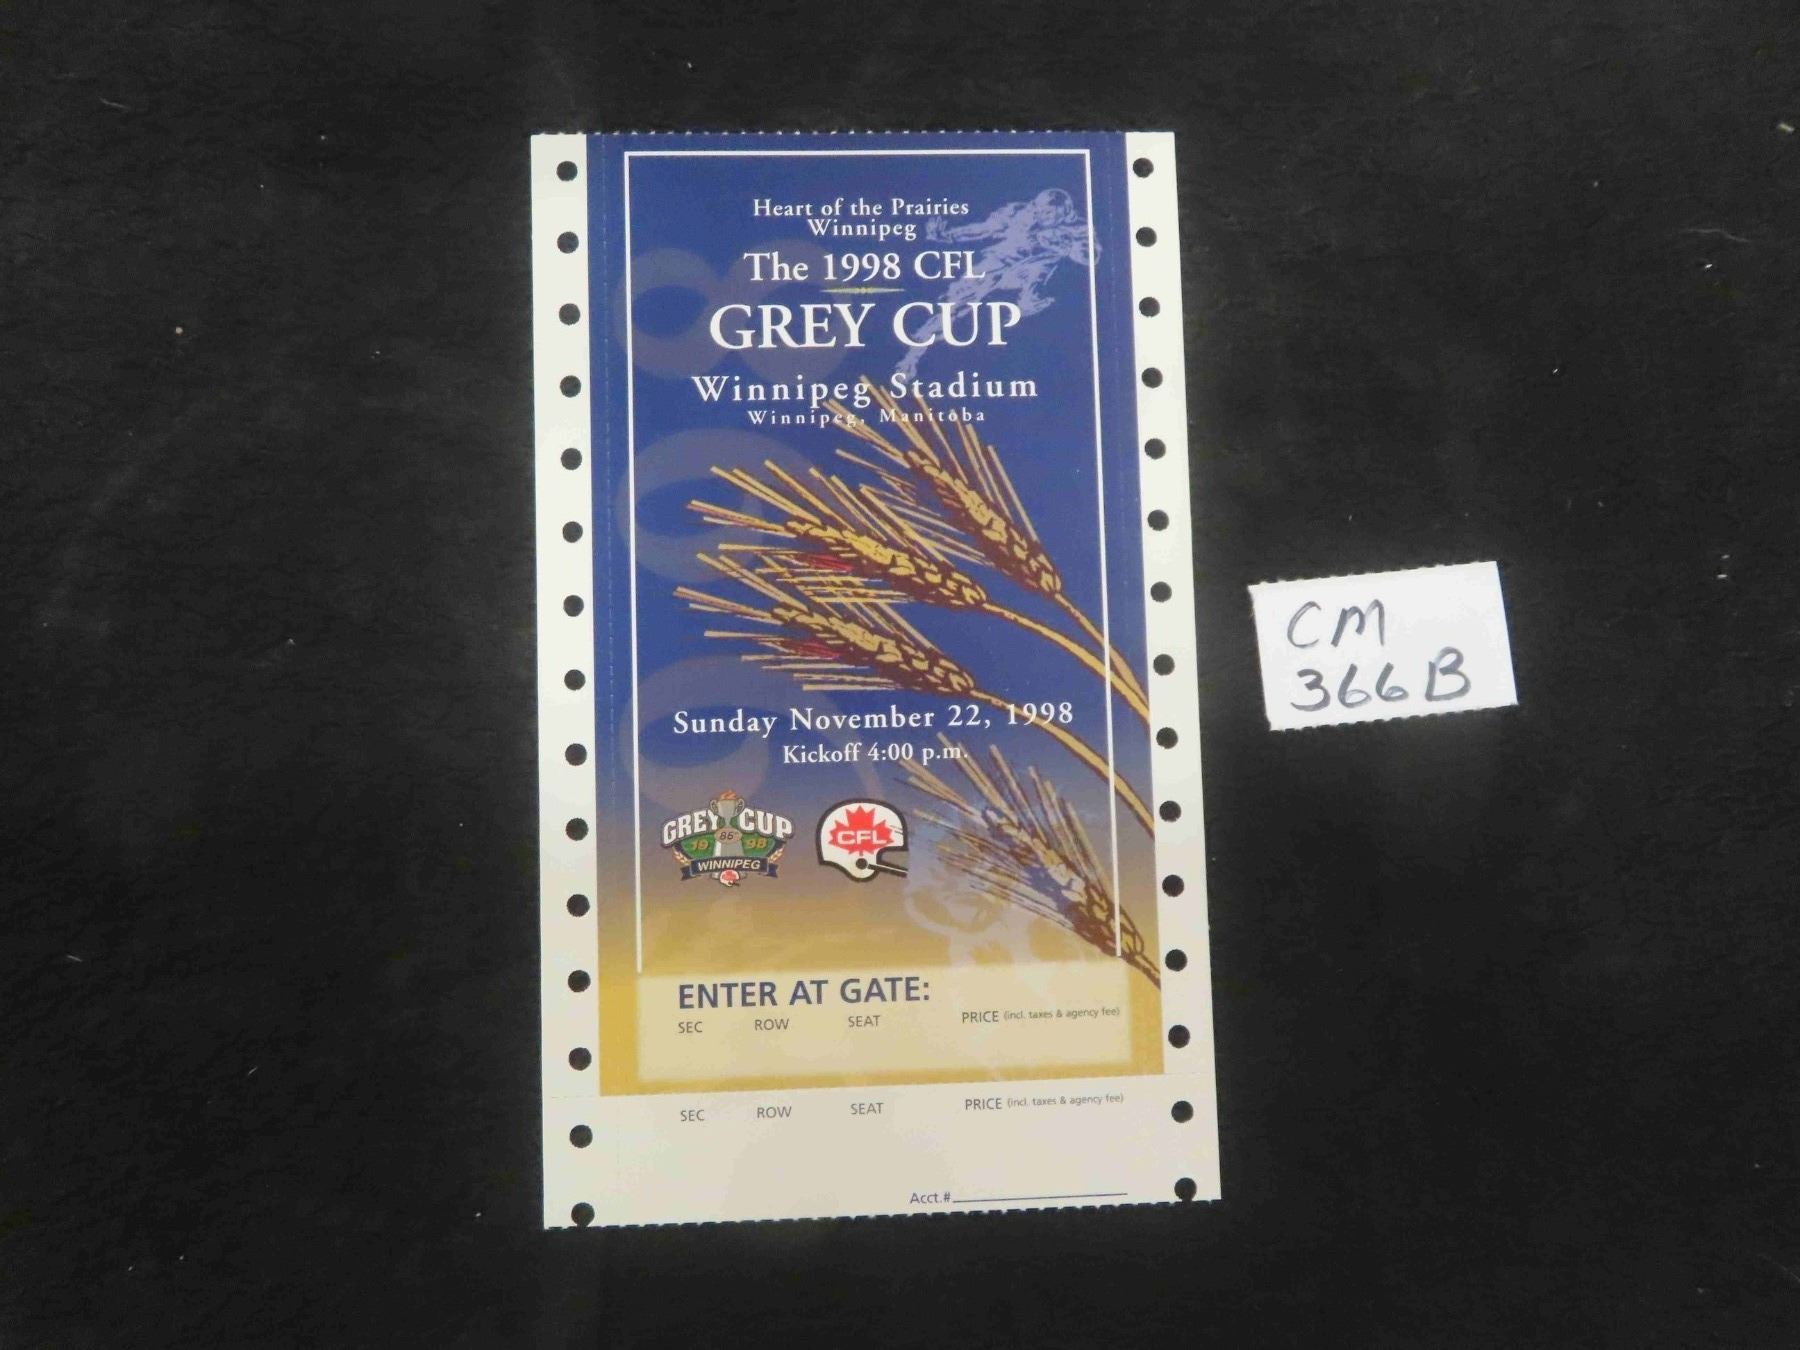 Heart of the Prairies
Winnipeg
The 1998 CFL
GREY CUP
Winnipeg Stadium
Winnipeg, Manitoba
Sunday November 22, 1998
Kickoff 4:00 p.m.
GREY CUP
86th
19 98
WINNIPEG
CFL
ENTER AT GATE:
SEC ROW SEAT PRICE (incl. taxes & agency fee)
SEC ROW SEAT PRICE (incl. taxes & agency fee)
Acct.#
CM
366B